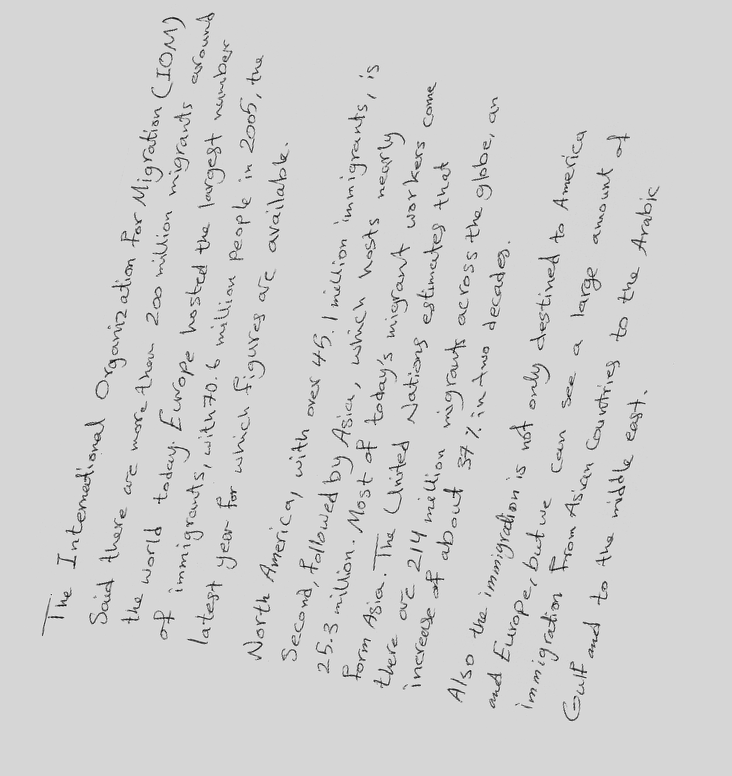 The International Organization for Migration (IOM)
Said there are more than 200 million migrants around
the world today. Europe hosted the largest number
of immigrants, with 70.6 million people in 2005, the
latest year for which figures are available.
North America, with over 45.1 million immigrants, is
Second, followed by Asia, which hosts nearly
25.3 million. Most of today's migrant workers come
form Asia. The United Nations estimates that
there are 214 million migrants across the globe, an
increase of about 37% in two decades.
Also the immigration is not only destined to America
and Europe, but we can see a large amount of
immigration from Asian Countries to the Arabic
Gulf and to the middle east.